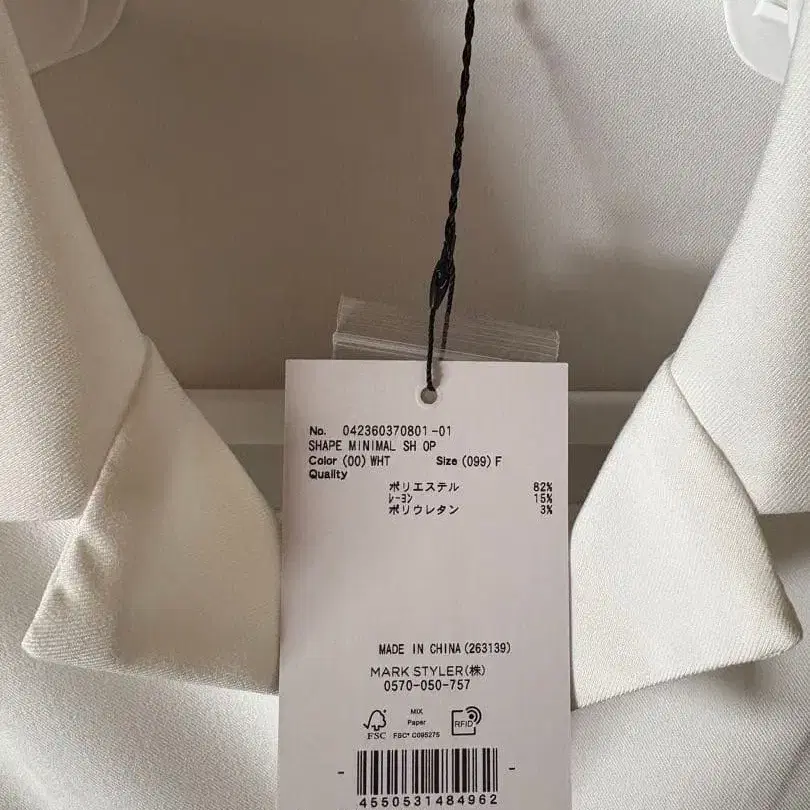 No. 042360370801-01
SHAPE MINIMAL SH OP
Color (00) WHT Size (099) F
Quality
ポリエステル 82%
ﾚｰﾖﾝ 15%
ポリウレタン 3%
MADE IN CHINA (263139)
MARK STYLER(株)
0570-050-757
FSC
MIX
Paper
FSC® C095275
RFID
4550531484962